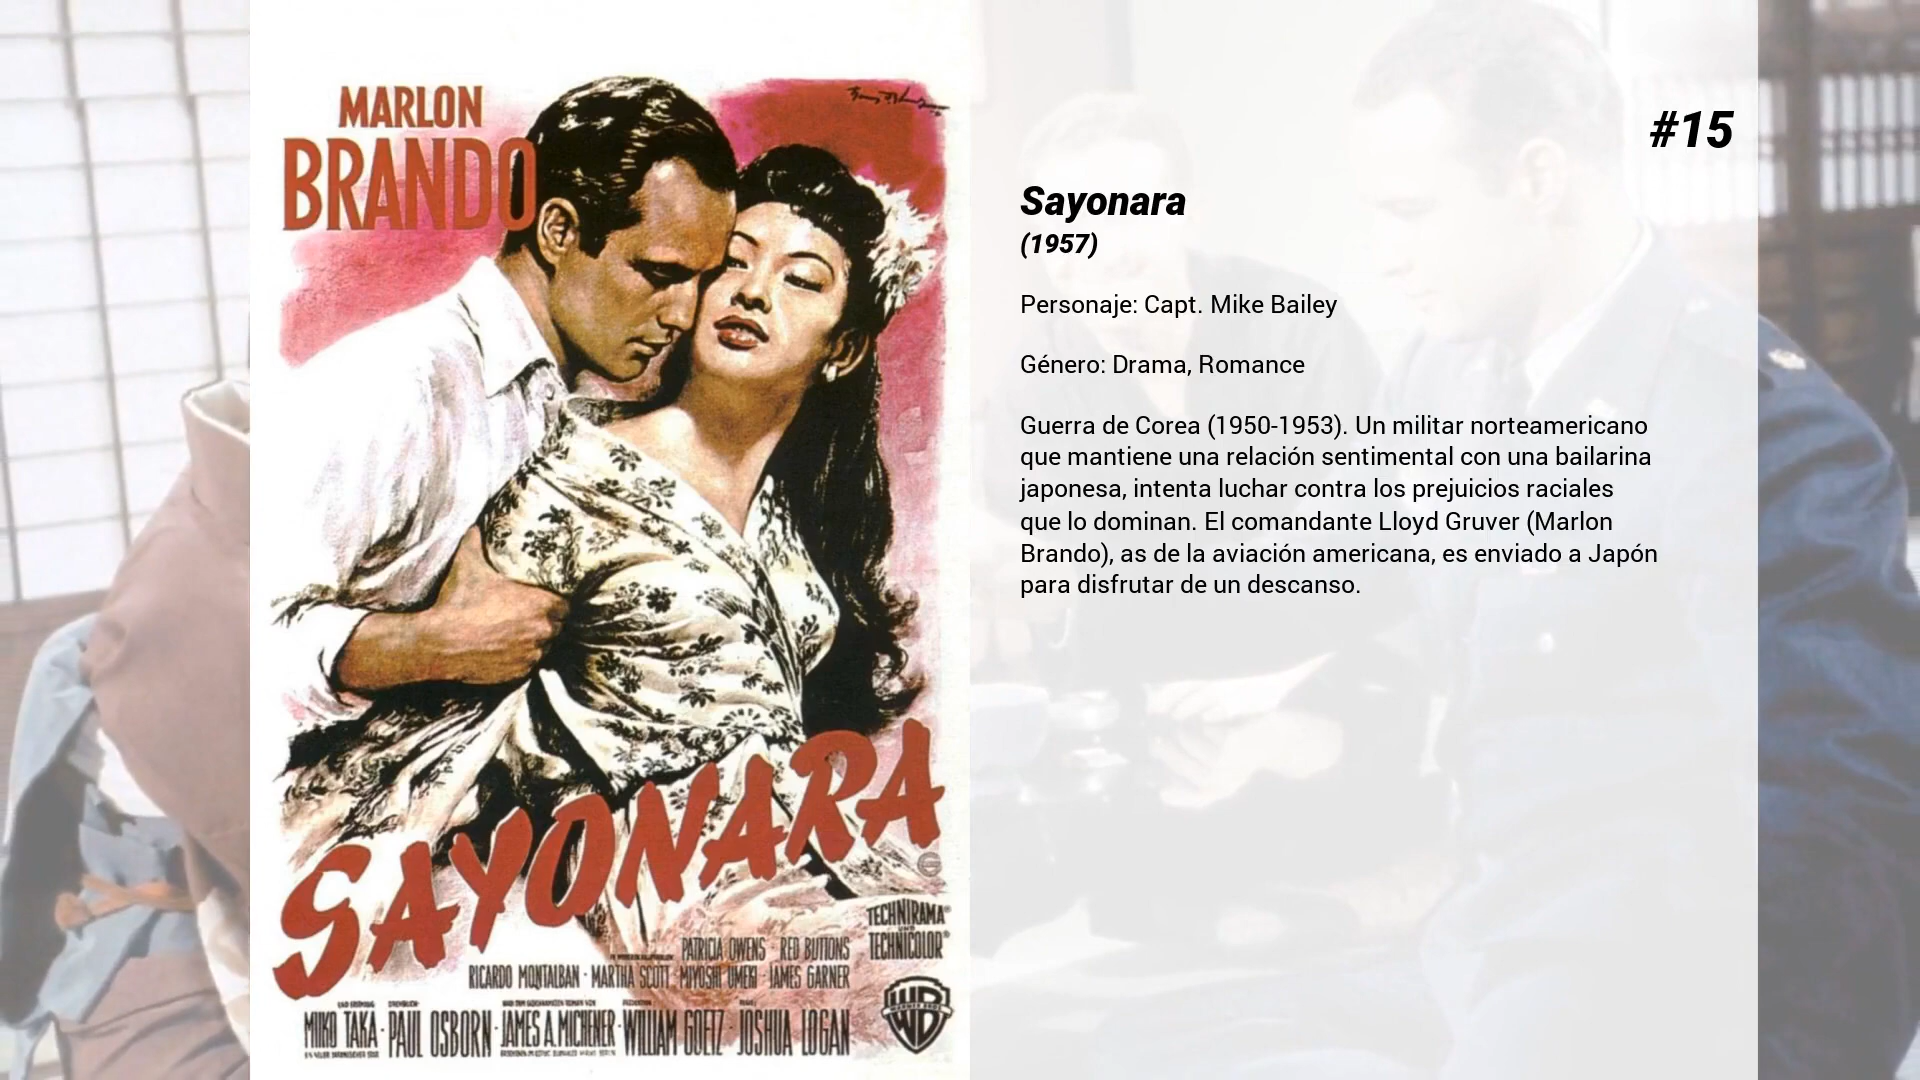 MARLON
BRANDO
SAYONARA
TECHNIRAMA®
UND
TECHNICOLOR®
PATRICIA OWENS · RED BUTTONS
RICARDO MONTALBAN · MARTHA SCOTT · MIYOSHI UMEKI · JAMES GARNER
MIIKO TAKA · PAUL OSBORN · JAMES A. MICHENER · WILLIAM GOETZ · JOSHUA LOGAN
WB
#15
Sayonara
(1957)
Personaje: Capt. Mike Bailey
Género: Drama, Romance
Guerra de Corea (1950-1953). Un militar norteamericano
que mantiene una relación sentimental con una bailarina
japonesa, intenta luchar contra los prejuicios raciales
que lo dominan. El comandante Lloyd Gruver (Marlon
Brando), as de la aviación americana, es enviado a Japón
para disfrutar de un descanso.